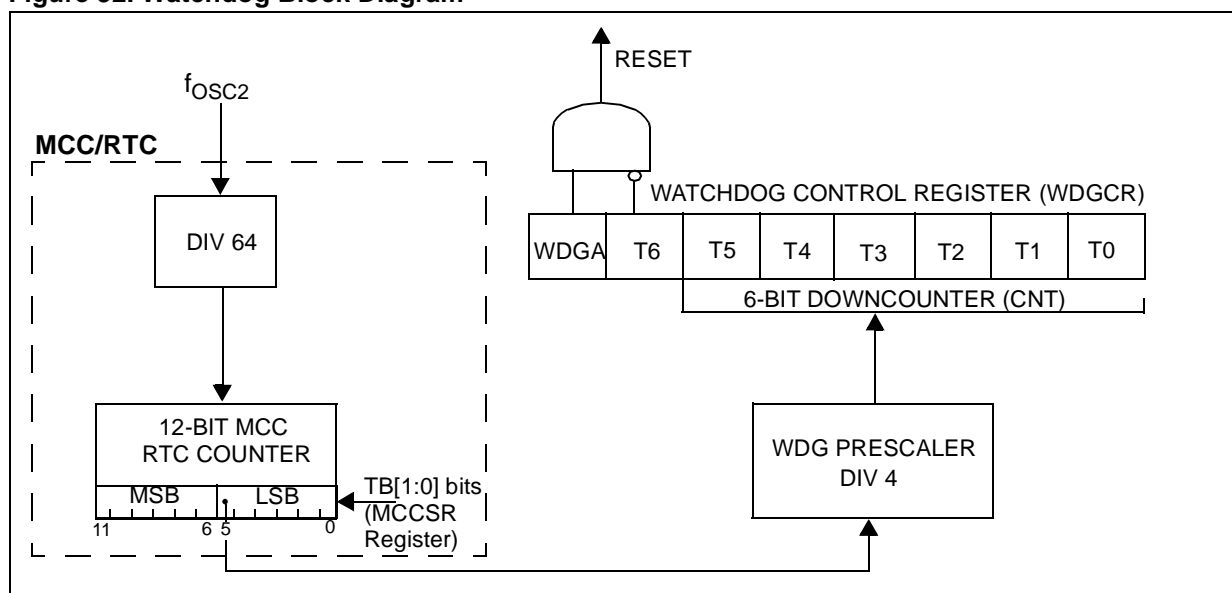 Watchdog Block Diagram
RESET
fOSC2
MCC/RTC
DIV 64
WATCHDOG CONTROL REGISTER (WDGCR)
WDGA T6 T5 T4 T3 T2 T1 T0
6-BIT DOWNCOUNTER (CNT)
12-BIT MCC
RTC COUNTER
MSB LSB
11 6 5 0
TB[1:0] bits
(MCCSR
Register)
WDG PRESCALER
DIV 4